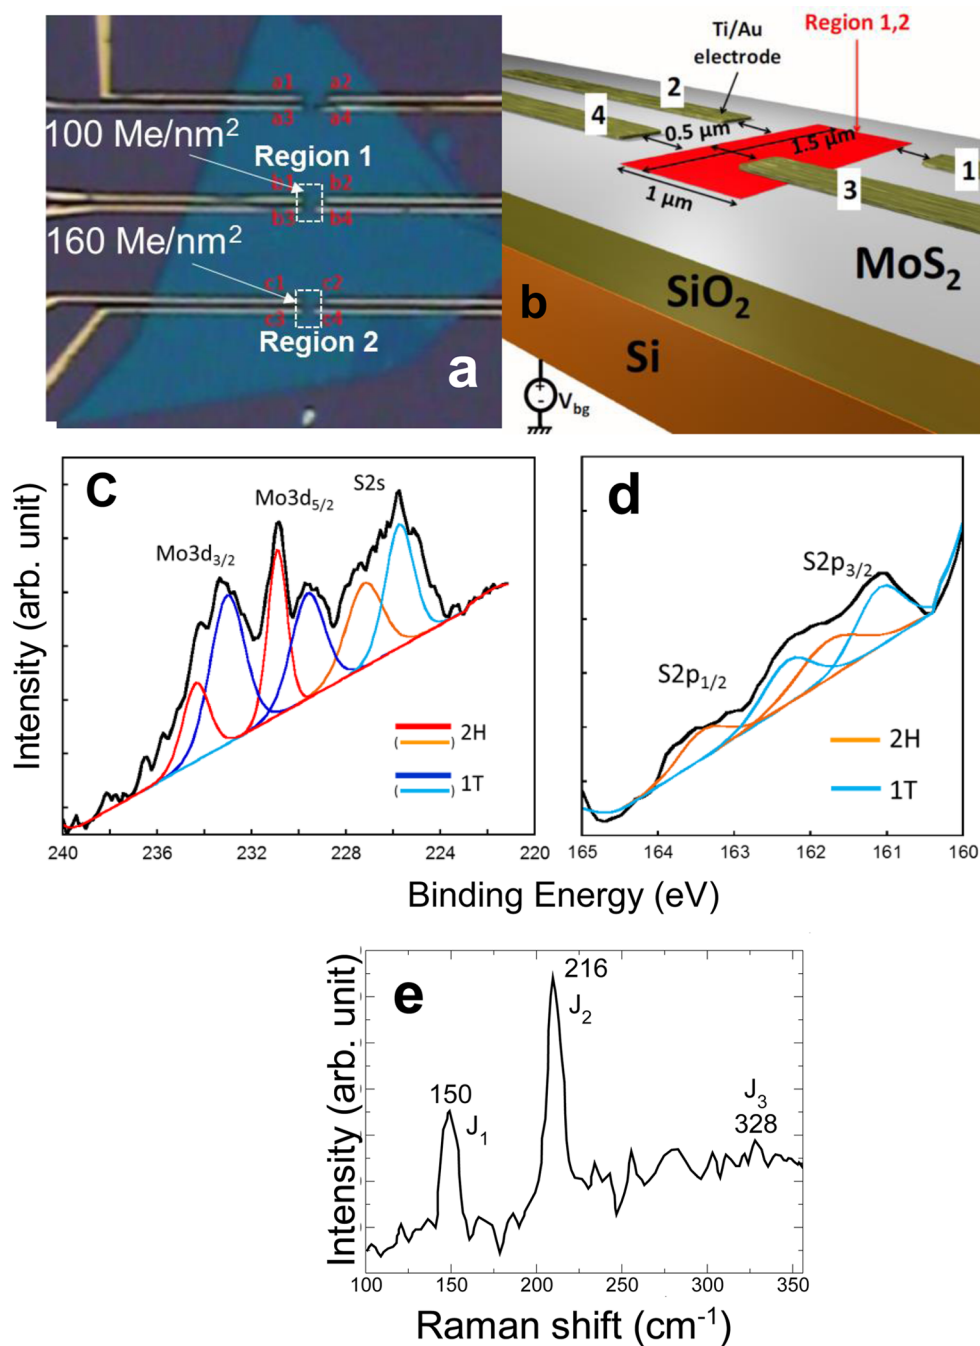 a1 a2
a3 a4
100 Me/nm²
Region 1
b1 b2
b3 b4
160 Me/nm²
c1 c2
c3 c4
Region 2
a
Ti/Au
electrode
Region 1,2
2
4
0.5 µm
1.5 µm
1
1 µm
3
MoS₂
SiO₂
Si
b
+
-
V_bg
C
Mo3d₃/₂
Mo3d₅/₂
S2s
2H
( )
1T
( )
240 236 232 228 224 220
d
S2p₃/₂
S2p₁/₂
2H
1T
165 164 163 162 161 160
Intensity (arb. unit)
Binding Energy (eV)
e
216
J₂
150
J₁
J₃
328
100 150 200 250 300 350
Intensity (arb. unit)
Raman shift (cm⁻¹)